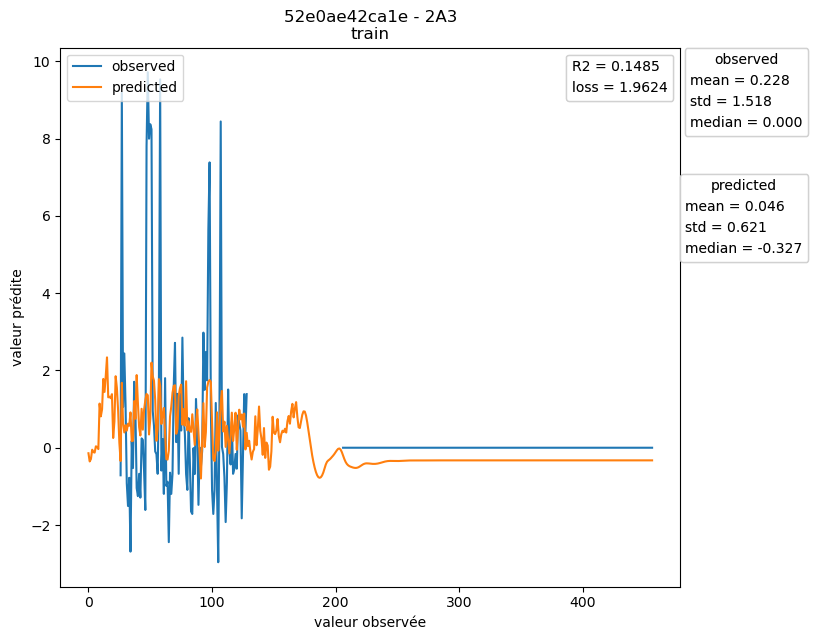 52e0ae42ca1e - 2A3
train
observed
predicted
R2 = 0.1485
loss = 1.9624
observed
mean = 0.228
std = 1.518
median = 0.000
predicted
mean = 0.046
std = 0.621
median = -0.327
10
8
6
4
2
0
−2
valeur prédite
0
100
200
300
400
valeur observée